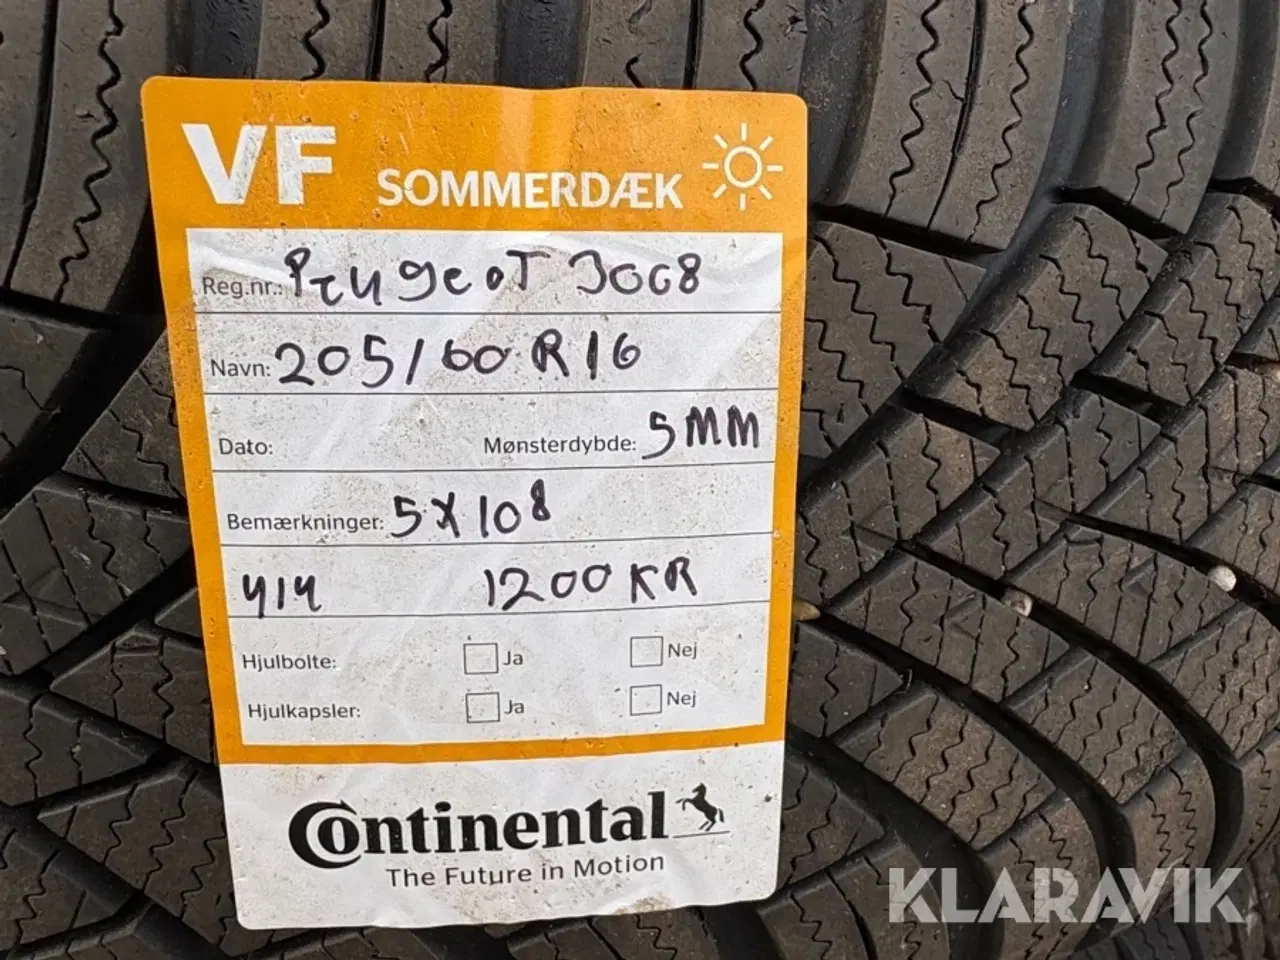 VF SOMMERDÆK
Reg.nr.: Peugeot 3008
Navn: 205/60 R16
Dato: Mønsterdybde: 5MM
Bemærkninger: 5x108
414 1200KR
Hjulbolte: Ja Nej
Hjulkapsler: Ja Nej
Continental
The Future in Motion
KLARAVIK